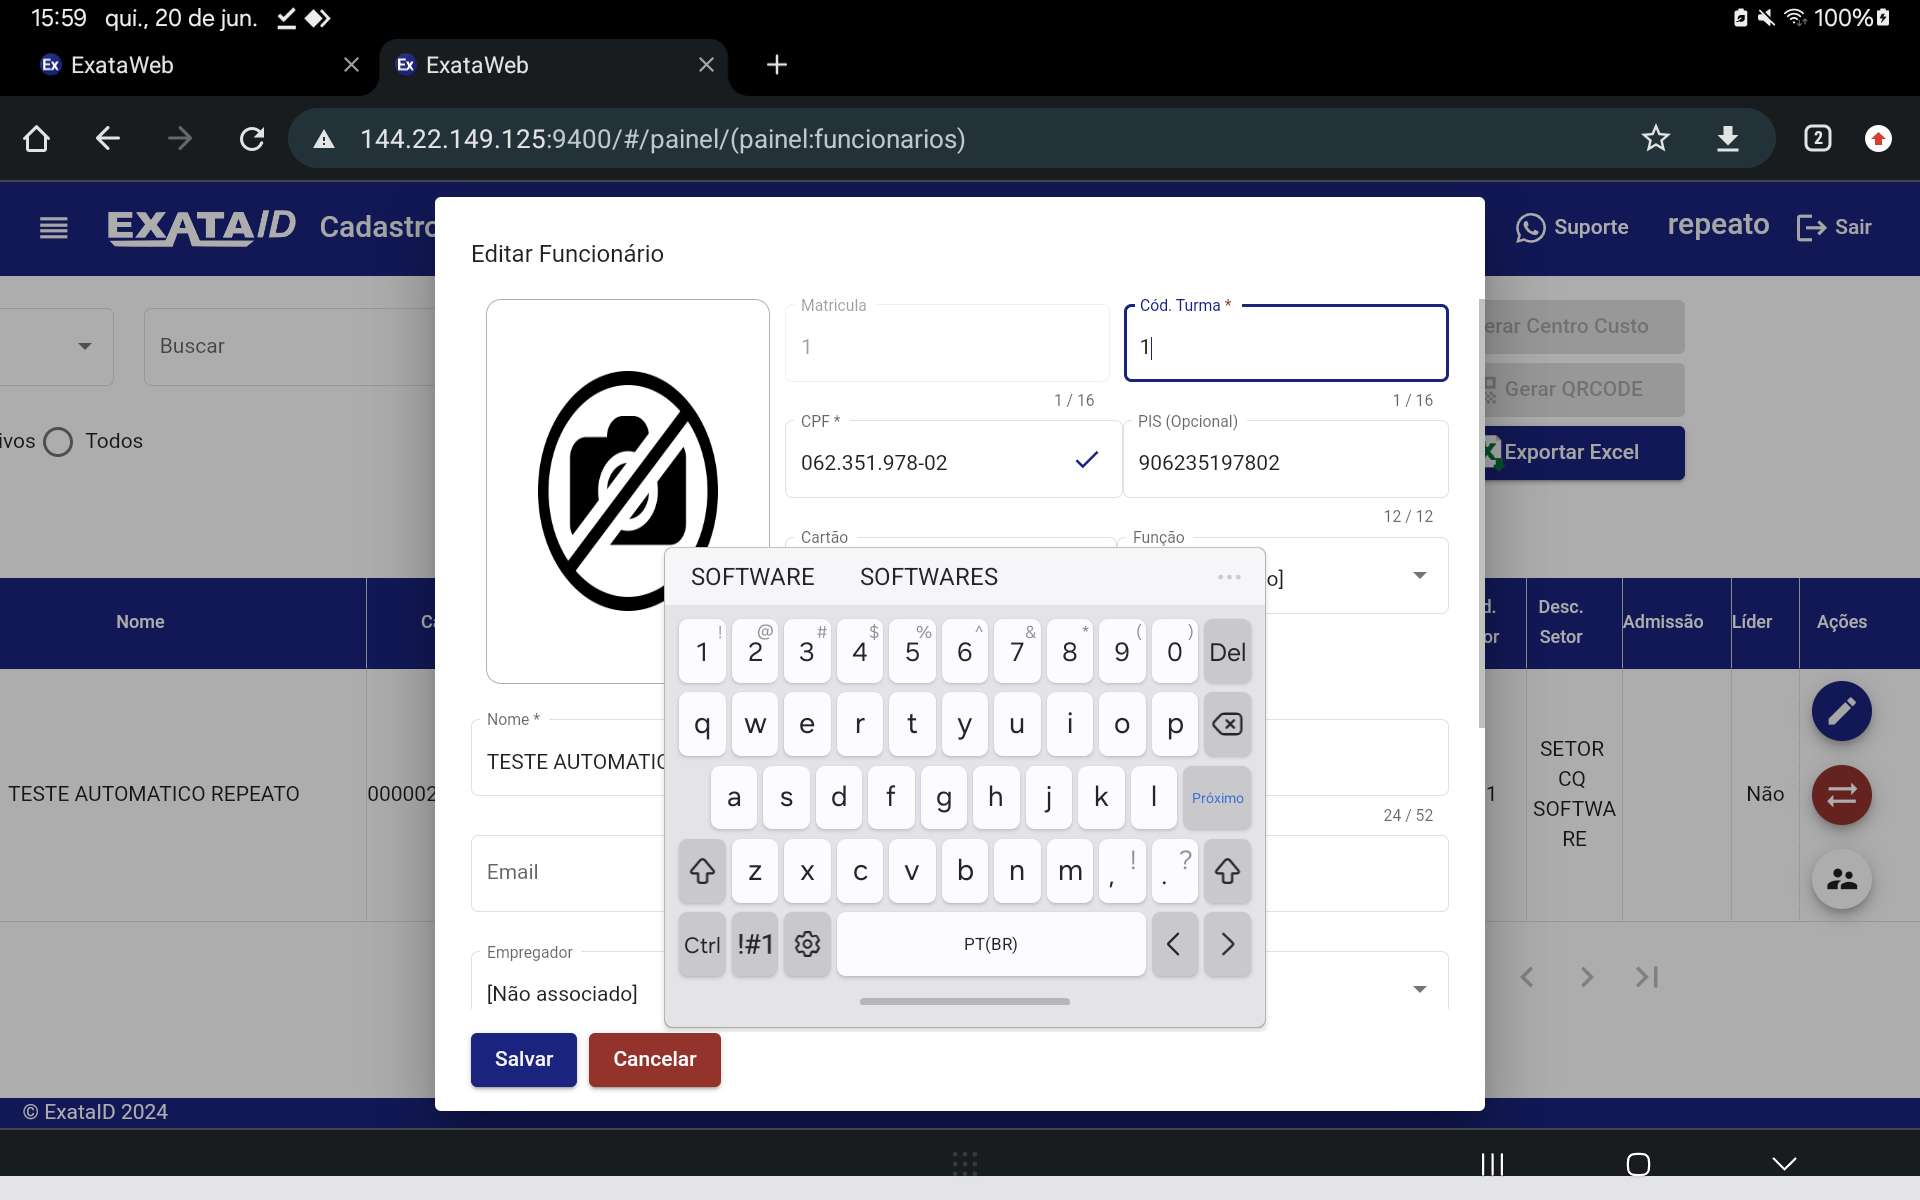 15:59 qui., 20 de jun.
100%
Ex ExataWeb
Ex ExataWeb
144.22.149.125:9400/#/painel/(painel:funcionarios)
2
EXATAID
Cadastro
Suporte
repeato
Sair
Editar Funcionário
Matricula
1
1 / 16
Cód. Turma *
1
1 / 16
Buscar
erar Centro Custo
Gerar QRCODE
Exportar Excel
ivos
Todos
CPF *
062.351.978-02
PIS (Opcional)
906235197802
12 / 12
Cartão
Função
o]
SOFTWARE SOFTWARES
1 ! 2 @ 3 # 4 $ 5 % 6 ^ 7 & 8 * 9 ( 0 ) Del
q w e r t y u i o p
a s d f g h j k l Próximo
z x c v b n m , ! . ?
Ctrl !#1 PT(BR) < >
Nome
Ca
d.
or
Desc.
Setor
Admissão
Líder
Ações
TESTE AUTOMATICO REPEATO
000002
1
SETOR
CQ
SOFTWA
RE
Não
Nome *
TESTE AUTOMATIC
24 / 52
Email
Empregador
[Não associado]
Salvar
Cancelar
© ExataID 2024